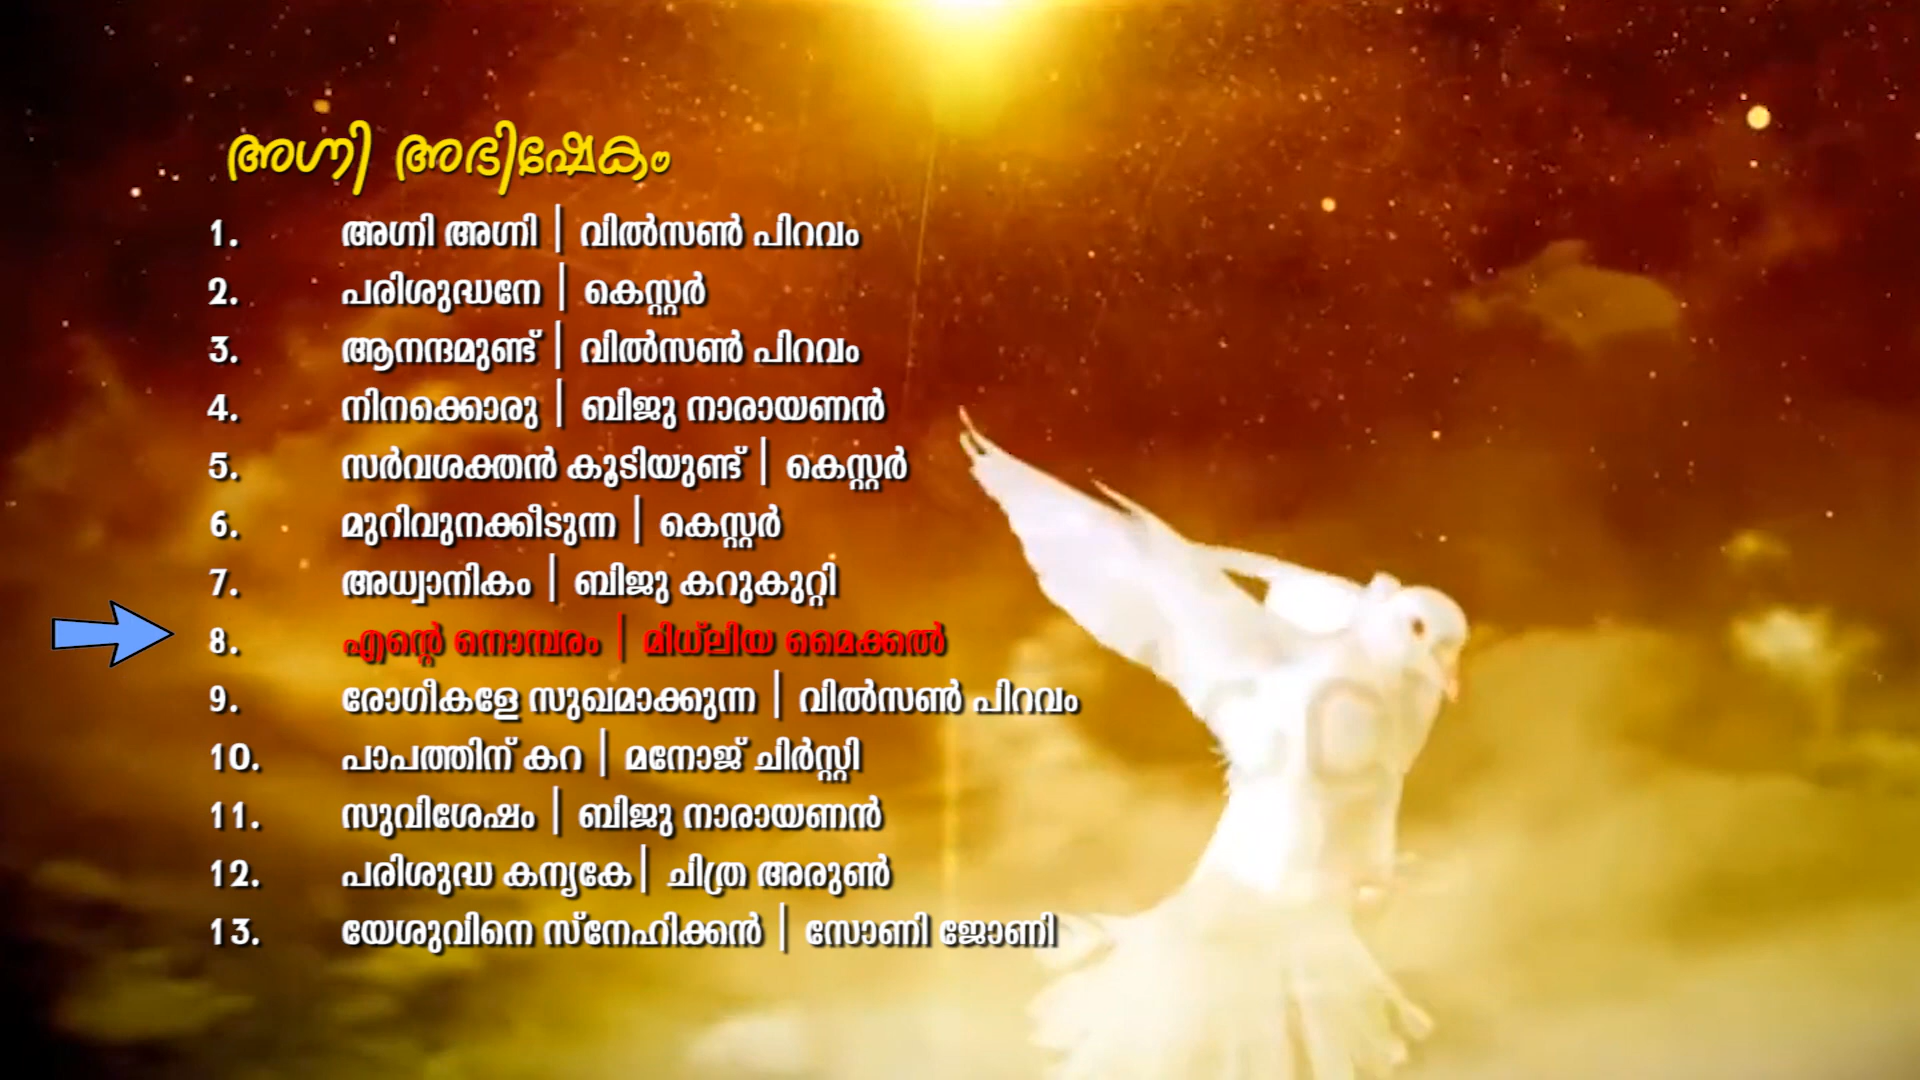 അഗ്നി അഭിഷേകം
1. അഗ്നി അഗ്നി | വിൽസൺ പിറവം
2. പരിശുദ്ധനേ | കെസ്റ്റർ
3. ആനന്ദമുണ്ട് | വിൽസൺ പിറവം
4. നിനക്കൊരു | ബിജു നാരായണൻ
5. സർവശക്തൻ കൂടിയുണ്ട് | കെസ്റ്റർ
6. മുറിവുനക്കീടുന്ന | കെസ്റ്റർ
7. അധ്വാനികം | ബിജു കറുകുറ്റി
8. എന്റെ നൊമ്പരം | മിധ്‌ലിയ മൈക്കൽ
9. രോഗീകളേ സുഖമാക്കുന്ന | വിൽസൺ പിറവം
10. പാപത്തിന് കറ | മനോജ് ചിർസ്റ്റി
11. സുവിശേഷം | ബിജു നാരായണൻ
12. പരിശുദ്ധ കന്യകേ | ചിത്ര അരുൺ
13. യേശുവിനെ സ്നേഹിക്കൻ | സോണി ജോണി